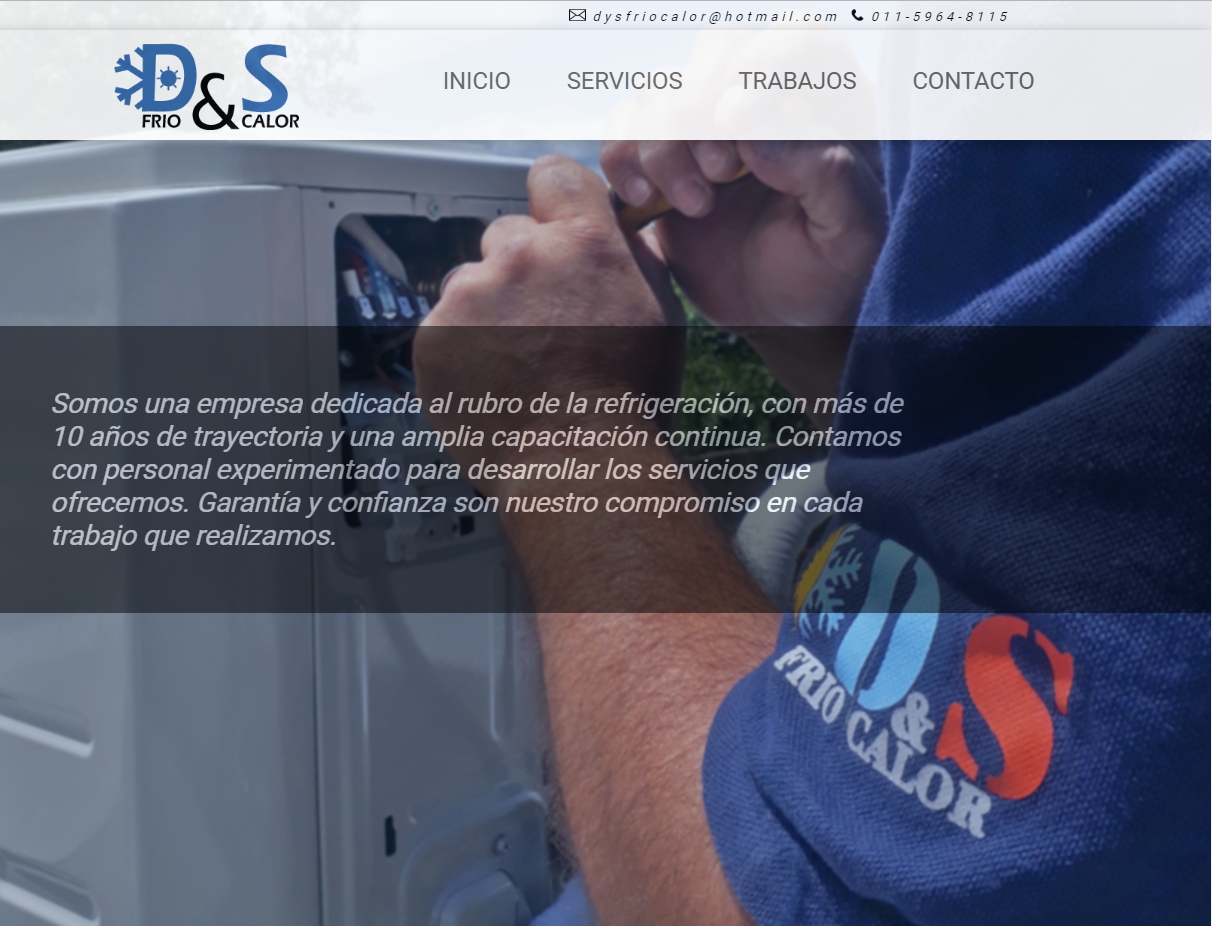 dysfriocalor@hotmail.com 011-5964-8115
D&S
FRIO CALOR
INICIO SERVICIOS TRABAJOS CONTACTO
Somos una empresa dedicada al rubro de la refrigeración, con más de
10 años de trayectoria y una amplia capacitación continua. Contamos
con personal experimentado para desarrollar los servicios que
ofrecemos. Garantía y confianza son nuestro compromiso en cada
trabajo que realizamos.
D&S
FRIO CALOR